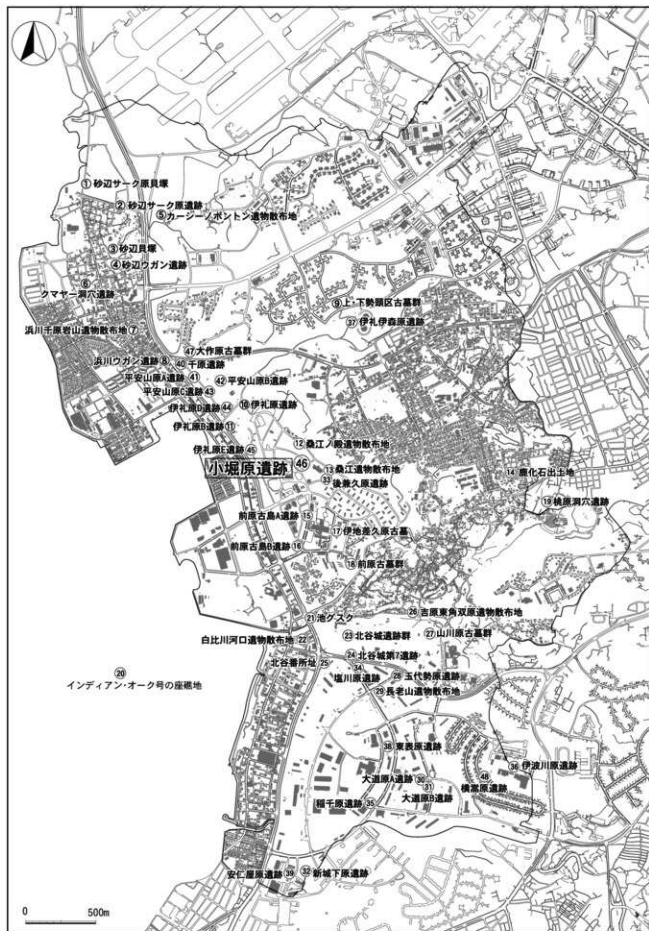 ①砂辺サーク原貝塚
②砂辺サーク原遺跡
⑤カーシーノボントン遺物散布地
③砂辺貝塚
④砂辺ウガン遺跡
⑥
クマヤー洞穴遺跡
⑨上・下勢頭区古墓群
㊲伊礼伊森原遺跡
浜川千原岩山遺物散布地⑦
㊼大作原古墓群
浜川ウガン遺跡⑧
㊵千原遺跡
平安山原A遺跡㊶
㊷平安山原B遺跡
平安山原C遺跡㊸
伊礼原D遺跡㊹
⑩伊礼原遺跡
伊礼原B遺跡⑪
⑫桑江ノ殿遺物散布地
伊礼原E遺跡㊺
小堀原遺跡㊻
⑬桑江遺物散布地
⑭鹿化石出土地
㉝後兼久原遺跡
⑲桃原洞穴遺跡
前原古島A遺跡⑮
⑰伊地差久原古墓
前原古島B遺跡⑯
⑱前原古墓群
㉑池グスク
㉖吉原東角双原遺物散布地
白比川河口遺物散布地㉒
㉓北谷城遺跡群
㉗山川原古墓群
北谷番所址㉕
㉔北谷城第7遺跡
㉞
塩川原遺跡
㉘玉代勢原遺跡
㉙長老山遺物散布地
⑳
インディアン・オーク号の座礁地
㊳東表原遺跡
㊱伊波川原遺跡
大道原A遺跡㉚
㊽
横嵩原遺跡
㉛
大道原B遺跡
稲千原遺跡㉟
安仁屋原遺跡㊴
㉜新城下原遺跡
0
500m